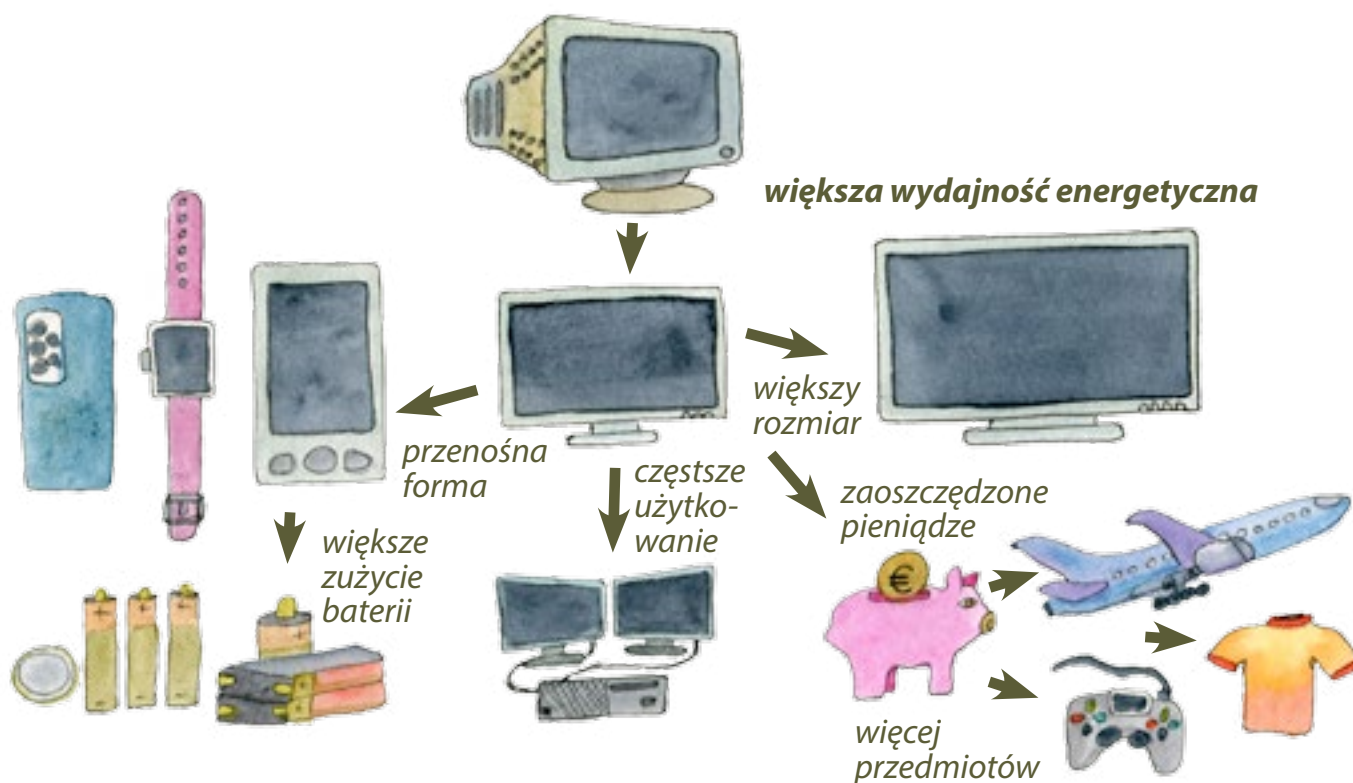 większa wydajność energetyczna
większy
rozmiar
przenośna
forma
częstsze
użytko-
wanie
zaoszczędzone
pieniądze
większe
zużycie
baterii
€
więcej
przedmiotów